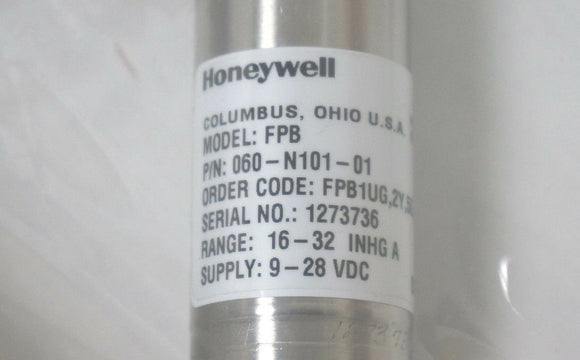 Honeywell
COLUMBUS, OHIO U.S.A.
MODEL: FPB
P/N: 060-N101-01
ORDER CODE: FPB1UG,2Y,5
SERIAL NO.: 1273736
RANGE: 16-32 INHG A
SUPPLY: 9-28 VDC